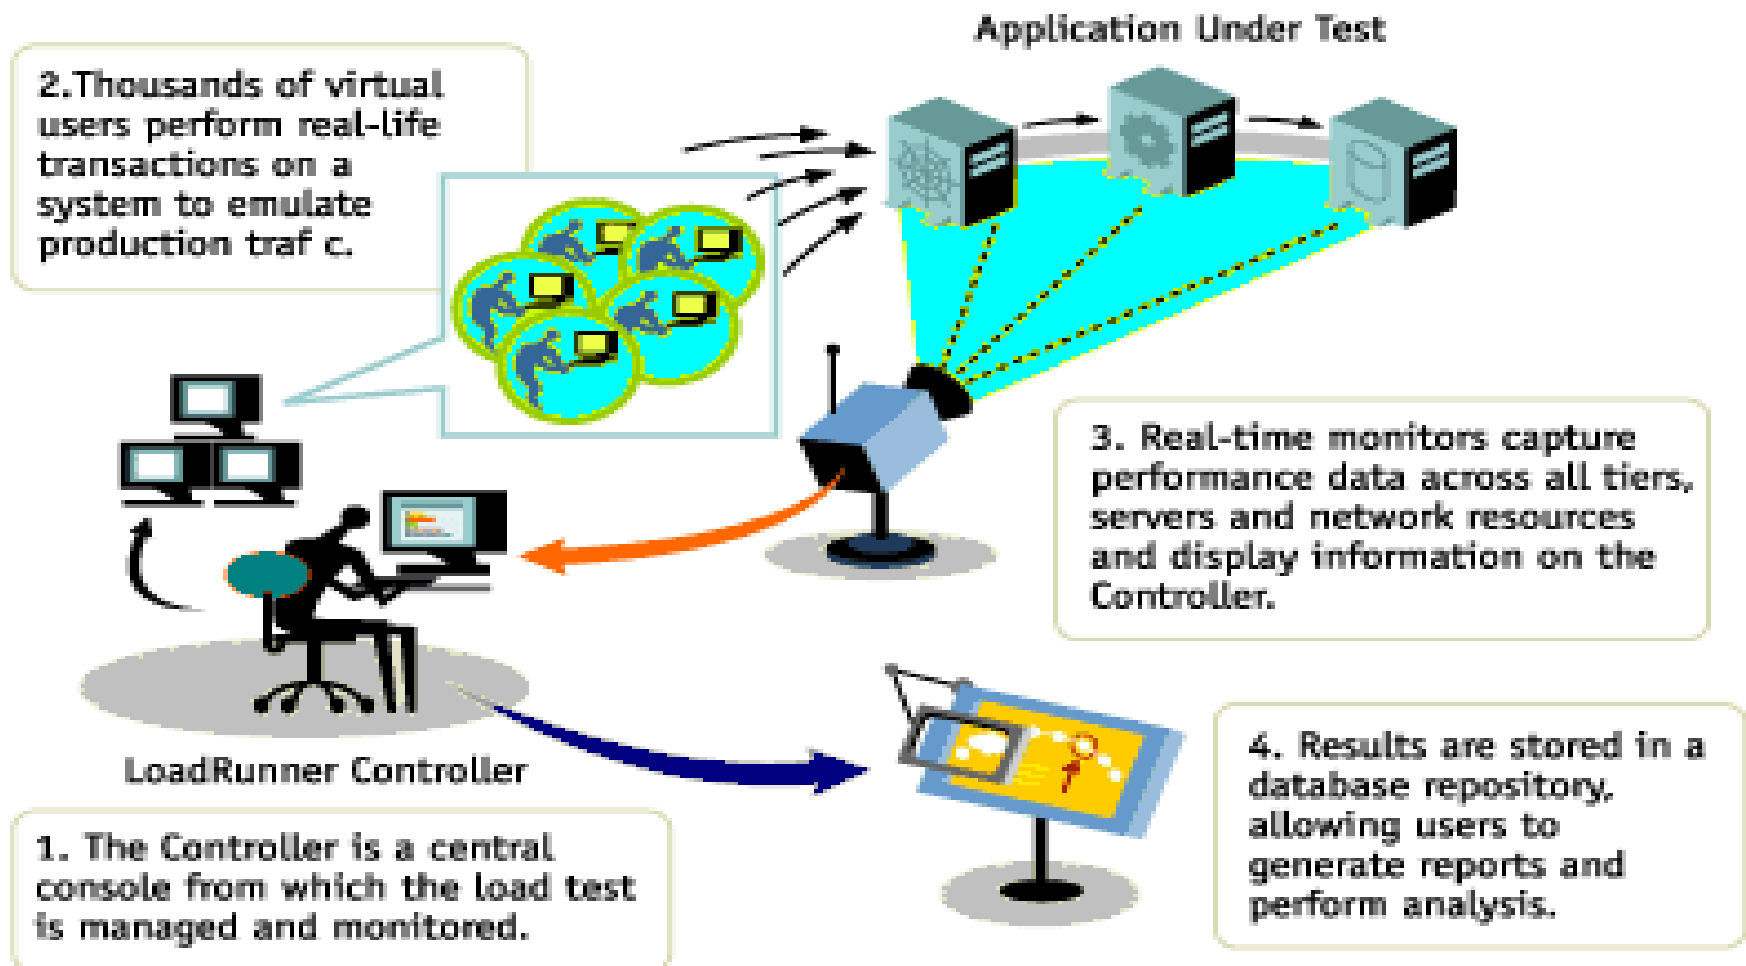 Application Under Test
2.Thousands of virtual
users perform real-life
transactions on a
system to emulate
production traf c.
3. Real-time monitors capture
performance data across all tiers,
servers and network resources
and display information on the
Controller.
LoadRunner Controller
1. The Controller is a central
console from which the load test
is managed and monitored.
4. Results are stored in a
database repository,
allowing users to
generate reports and
perform analysis.